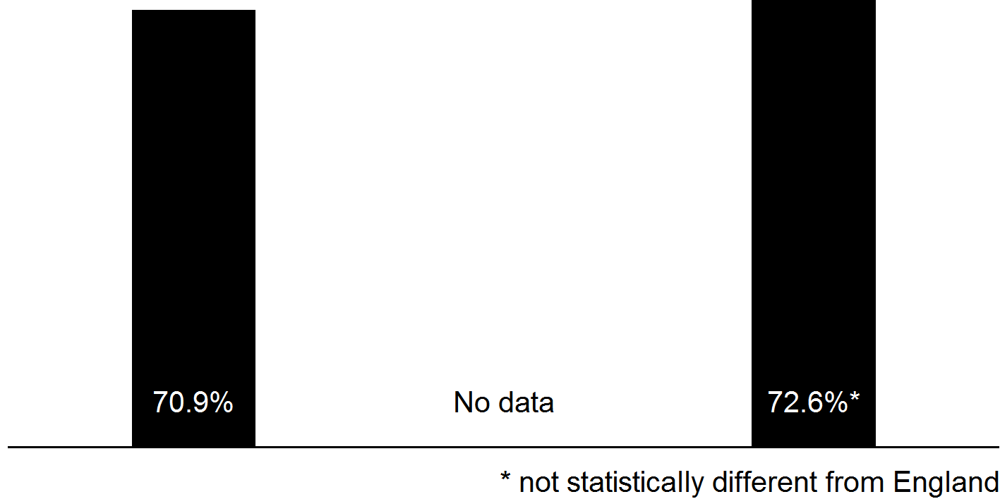 70.9%
No data
72.6%*
* not statistically different from England